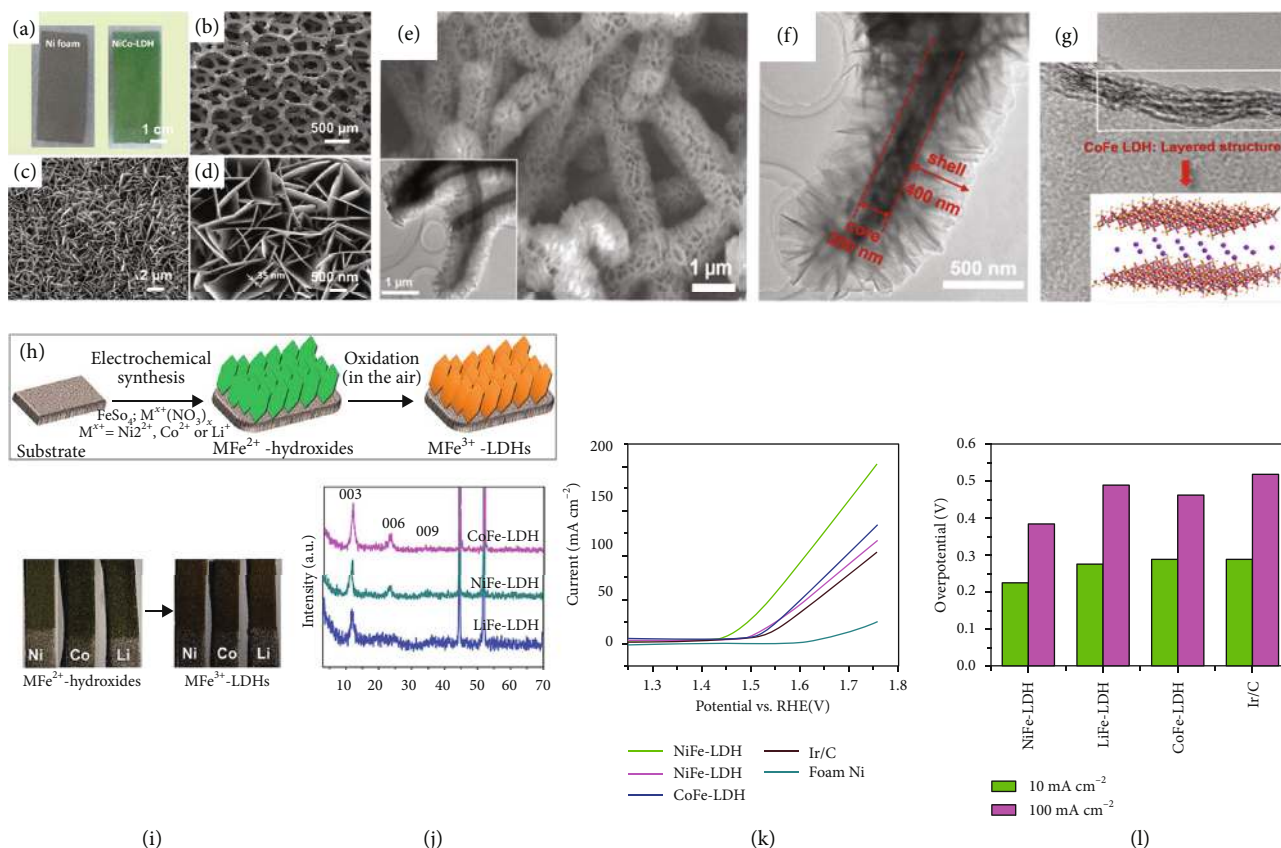 (a)
Ni foam
NiCo-LDH
1 cm
(b)
500 µm
(c)
2 µm
(d)
35 nm
500 nm
(e)
1 µm
1 µm
(f)
shell
400 nm
core
500 nm
(g)
CoFe LDH: Layered structure
(h)
Electrochemical
synthesis
Oxidation
(in the air)
FeSo₄; Mˣ⁺(NO₃)ₓ
Mˣ⁺= Ni2²⁺, Co²⁺ or Li⁺
Substrate
MFe²⁺ -hydroxides
MFe³⁺ -LDHs
Ni Co Li
Ni Co Li
MFe²⁺-hydroxides
MFe³⁺-LDHs
(i)
Intensity (a.u.)
003
006
009
CoFe-LDH
NiFe-LDH
LiFe-LDH
10 20 30 40 50 60 70
(j)
Current (mA cm⁻²)
200
150
100
50
0
1.3 1.4 1.5 1.6 1.7 1.8
Potential vs. RHE(V)
NiFe-LDH
NiFe-LDH
CoFe-LDH
Ir/C
Foam Ni
(k)
Overpotential (V)
0.6
0.5
0.4
0.3
0.2
0.1
0.0
NiFe-LDH
LiFe-LDH
CoFe-LDH
Ir/C
10 mA cm⁻²
100 mA cm⁻²
(l)